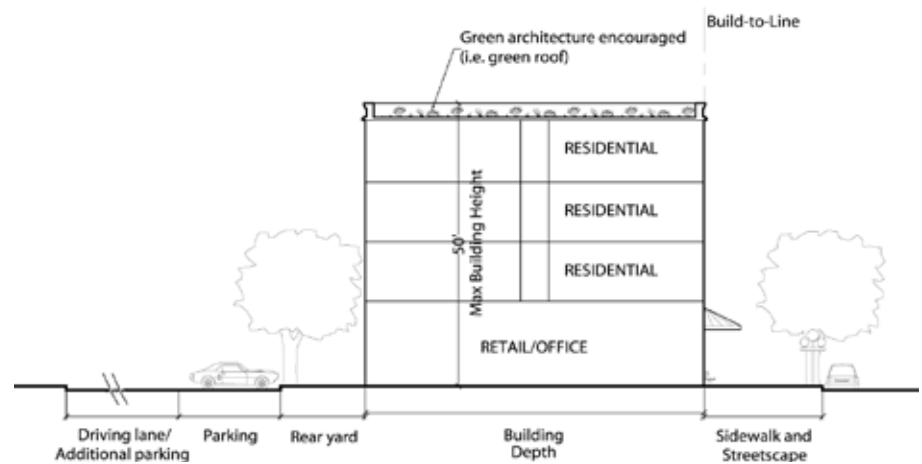 Build-to-Line
Green architecture encouraged
(i.e. green roof)
RESIDENTIAL
RESIDENTIAL
RESIDENTIAL
50'
Max Building Height
RETAIL/OFFICE
Driving lane/
Additional parking
Parking
Rear yard
Building
Depth
Sidewalk and
Streetscape